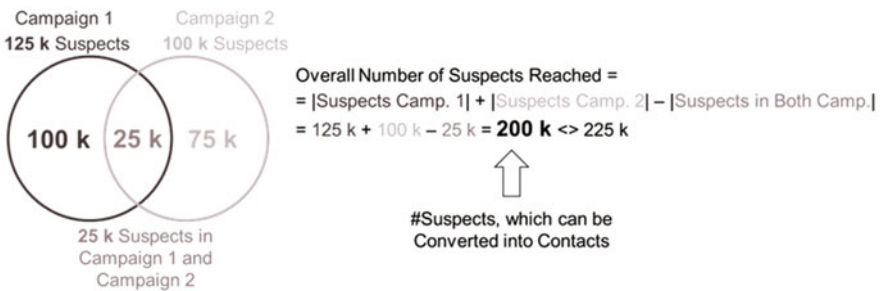 Campaign 1
125 k Suspects
Campaign 2
100 k Suspects
100 k
25 k
75 k
25 k Suspects in
Campaign 1 and
Campaign 2
Overall Number of Suspects Reached =
= |Suspects Camp. 1| + |Suspects Camp. 2| – |Suspects in Both Camp.|
= 125 k + 100 k – 25 k = 200 k <> 225 k
#Suspects, which can be
Converted into Contacts